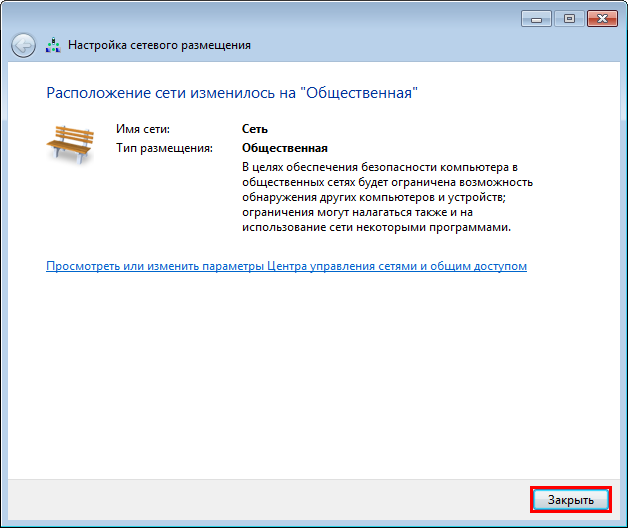 Настройка сетевого размещения
Расположение сети изменилось на "Общественная"
Имя сети: Сеть
Тип размещения: Общественная
В целях обеспечения безопасности компьютера в
общественных сетях будет ограничена возможность
обнаружения других компьютеров и устройств;
ограничения могут налагаться также и на
использование сети некоторыми программами.
Просмотреть или изменить параметры Центра управления сетями и общим доступом
Закрыть